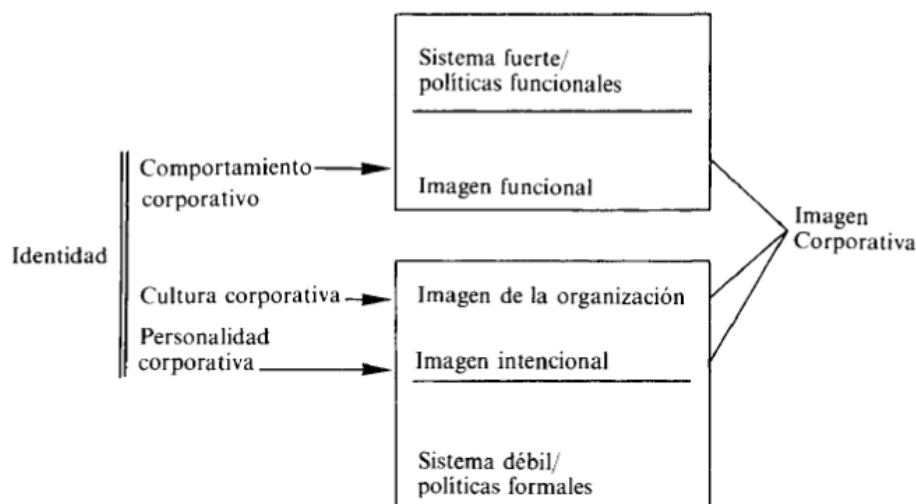 Sistema fuerte/
políticas funcionales
Comportamiento
corporativo
Imagen funcional
Imagen
Corporativa
Identidad
Cultura corporativa
Imagen de la organización
Personalidad
corporativa
Imagen intencional
Sistema débil/
políticas formales